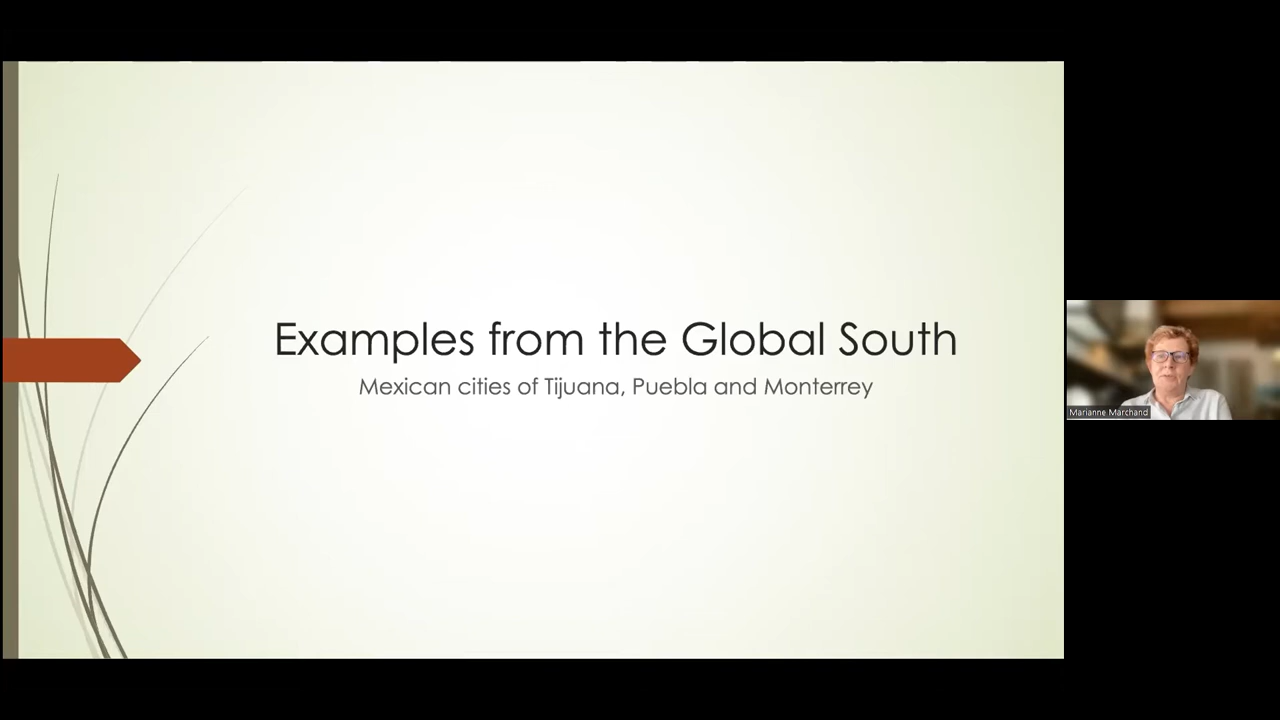 Examples from the Global South
Mexican cities of Tijuana, Puebla and Monterrey
Marianne Marchand